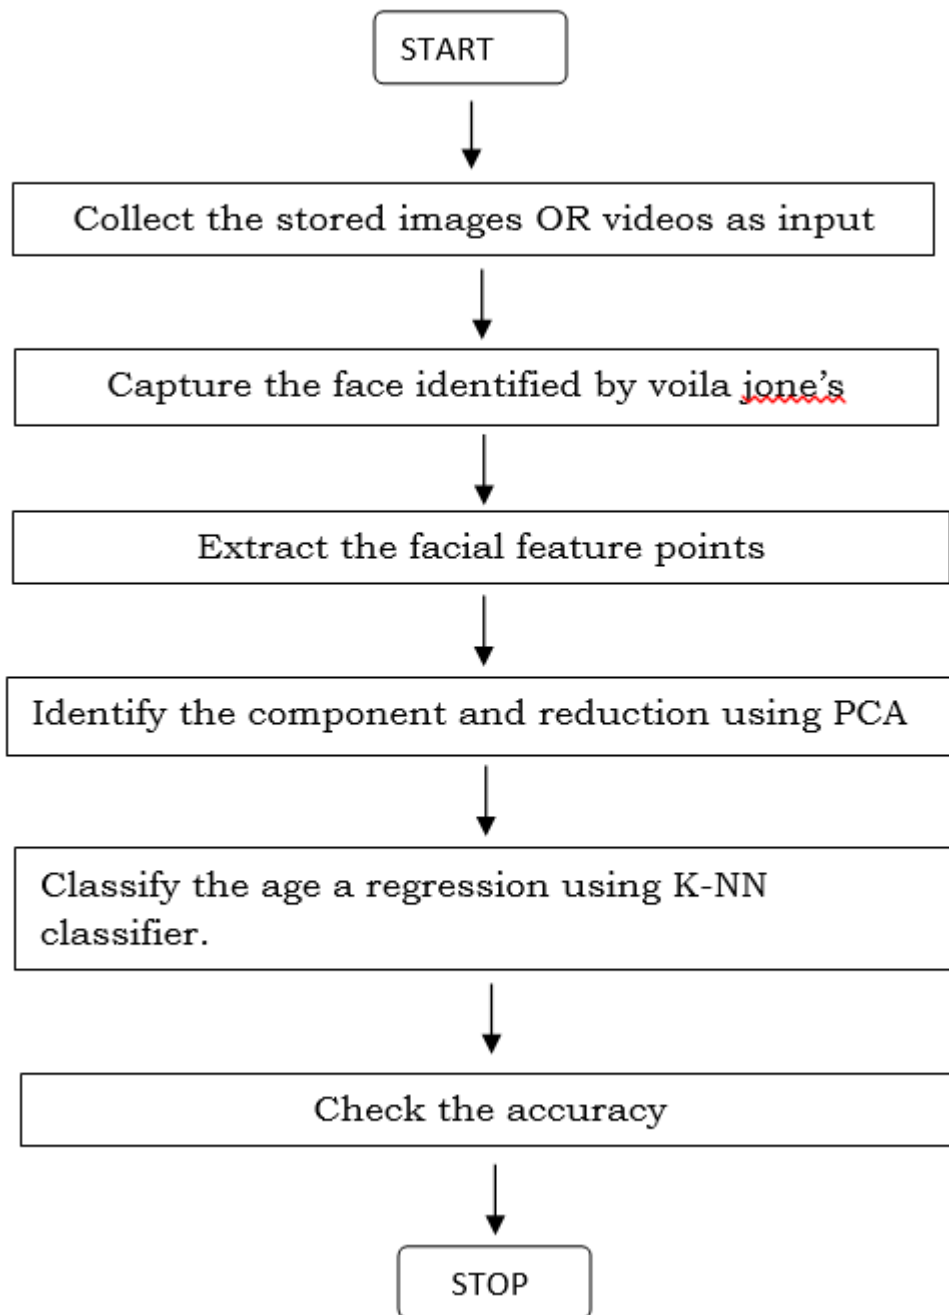 START
Collect the stored images OR videos as input
Capture the face identified by voila jone’s
Extract the facial feature points
Identify the component and reduction using PCA
Classify the age a regression using K-NN
classifier.
Check the accuracy
STOP